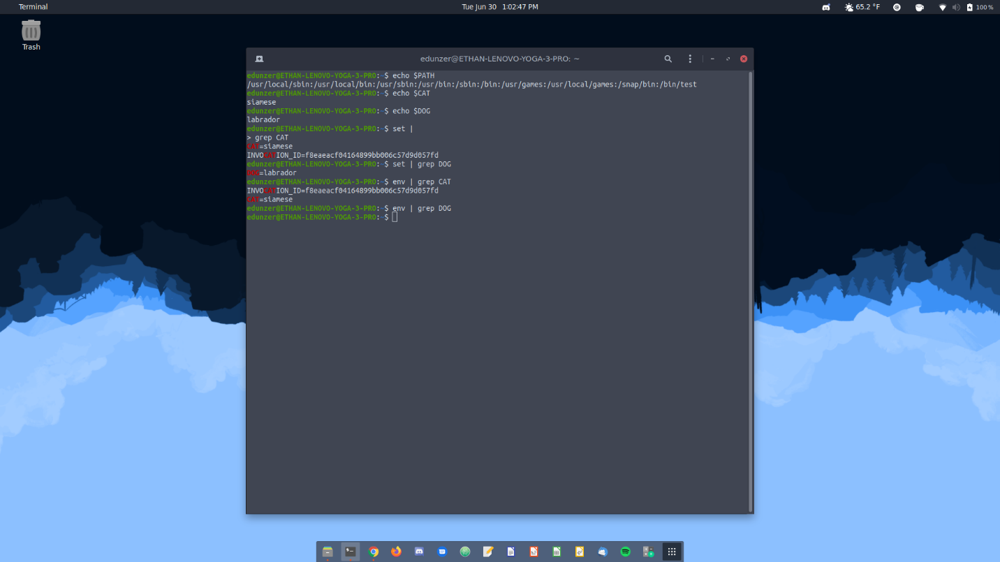 Terminal
Tue Jun 30 1:02:47 PM
65.2 °F
100 %
Trash
edunzer@ETHAN-LENOVO-YOGA-3-PRO: ~
edunzer@ETHAN-LENOVO-YOGA-3-PRO:~$ echo $PATH
/usr/local/sbin:/usr/local/bin:/usr/sbin:/usr/bin:/sbin:/bin:/usr/games:/usr/local/games:/snap/bin:/bin/test
edunzer@ETHAN-LENOVO-YOGA-3-PRO:~$ echo $CAT
siamese
edunzer@ETHAN-LENOVO-YOGA-3-PRO:~$ echo $DOG
labrador
edunzer@ETHAN-LENOVO-YOGA-3-PRO:~$ set |
> grep CAT
CAT=siamese
INVOCATION_ID=f8eaeacf04164899bb006c57d9d057fd
edunzer@ETHAN-LENOVO-YOGA-3-PRO:~$ set | grep DOG
DOG=labrador
edunzer@ETHAN-LENOVO-YOGA-3-PRO:~$ env | grep CAT
INVOCATION_ID=f8eaeacf04164899bb006c57d9d057fd
CAT=siamese
edunzer@ETHAN-LENOVO-YOGA-3-PRO:~$ env | grep DOG
edunzer@ETHAN-LENOVO-YOGA-3-PRO:~$